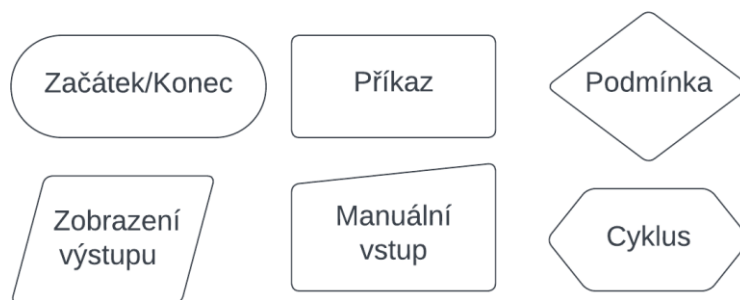 Začátek/Konec
Příkaz
Podmínka
Zobrazení
výstupu
Manuální
vstup
Cyklus